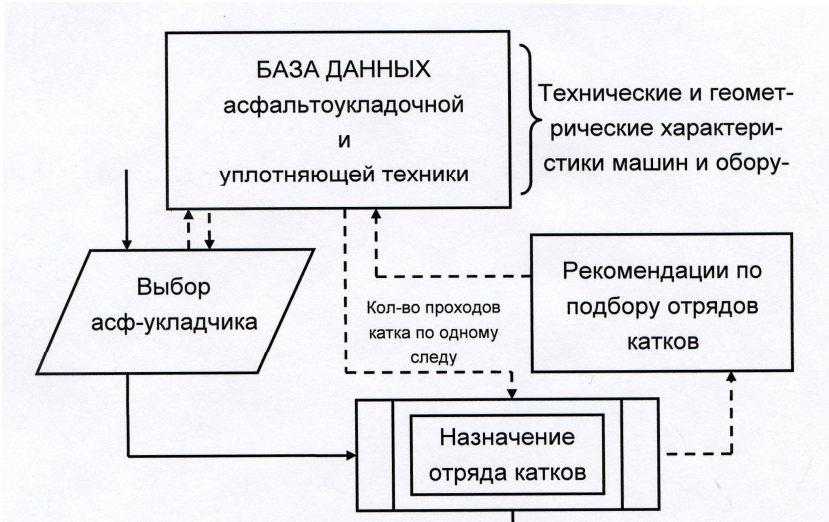 БАЗА ДАННЫХ
асфальтоукладочной
и
уплотняющей техники
Технические и геомет-
рические характери-
стики машин и обору-
Выбор
асф-укладчика
Кол-во проходов
катка по одному
следу
Рекомендации по
подбору отрядов
катков
Назначение
отряда катков